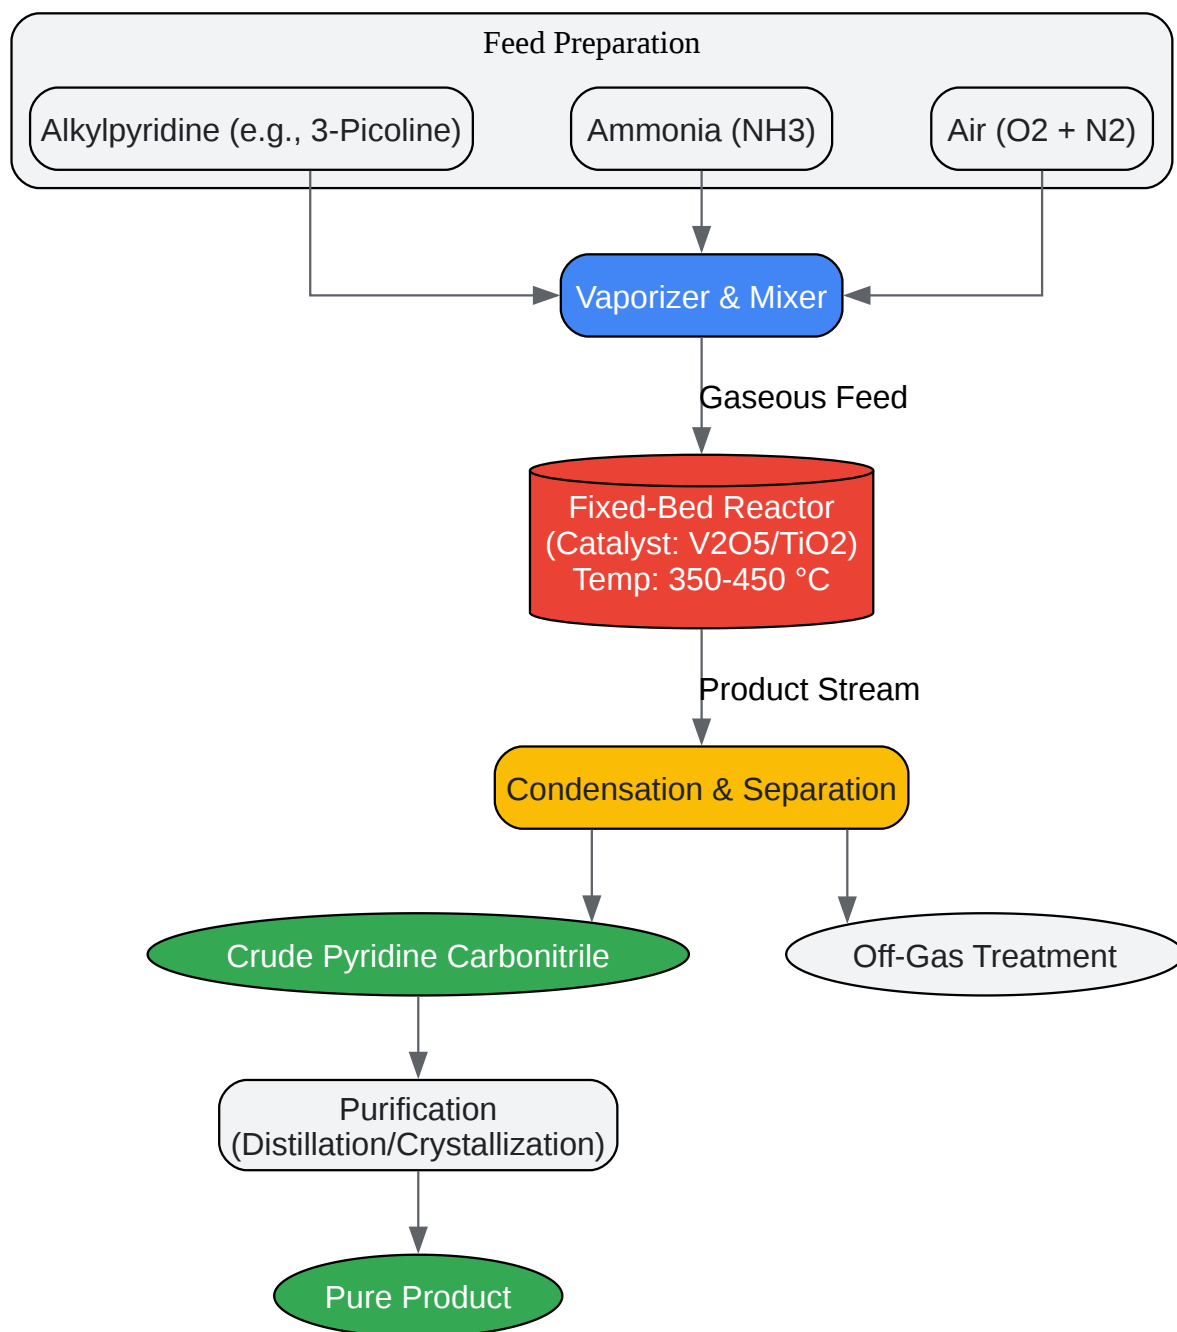 Feed Preparation
Alkylpyridine (e.g., 3-Picoline)
Ammonia (NH3)
Air (O2 + N2)
Vaporizer & Mixer
Gaseous Feed
Fixed-Bed Reactor
(Catalyst: V2O5/TiO2)
Temp: 350-450 °C
Product Stream
Condensation & Separation
Crude Pyridine Carbonitrile
Off-Gas Treatment
Purification
(Distillation/Crystallization)
Pure Product